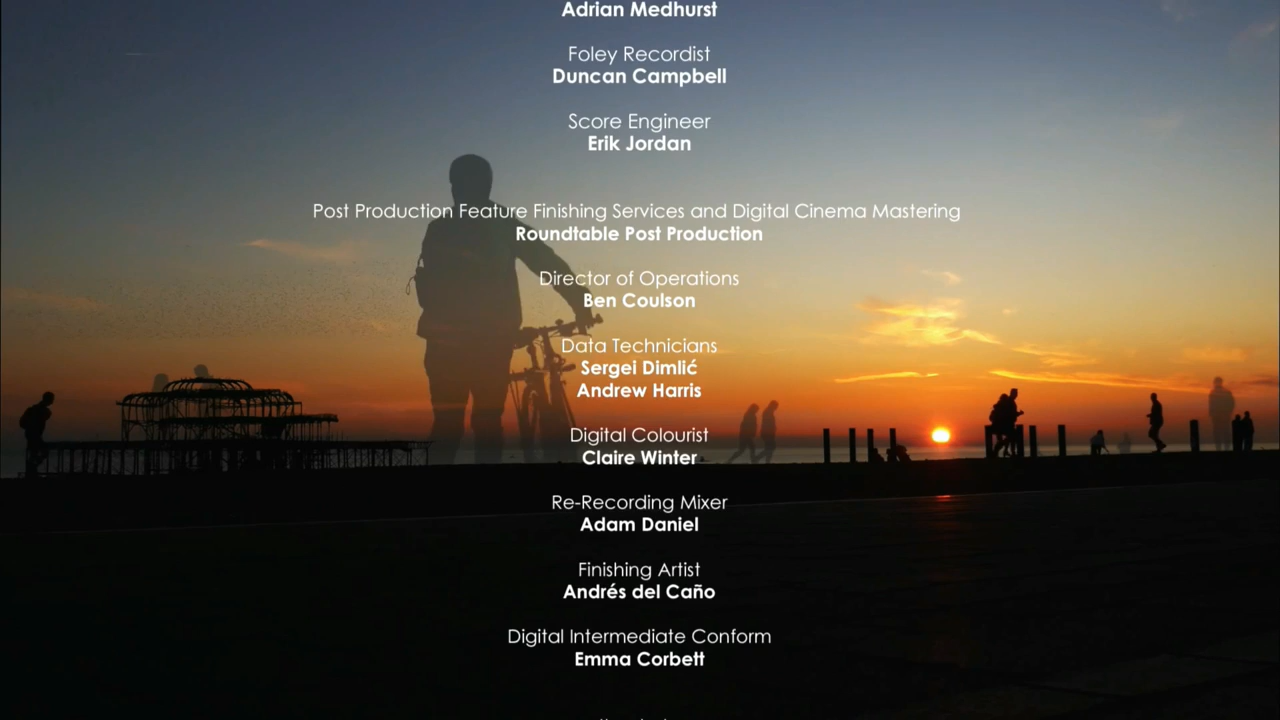 Adrian Medhurst
Foley Recordist
Duncan Campbell
Score Engineer
Erik Jordan
Post Production Feature Finishing Services and Digital Cinema Mastering
Roundtable Post Production
Director of Operations
Ben Coulson
Data Technicians
Sergei Dimlić
Andrew Harris
Digital Colourist
Claire Winter
Re-Recording Mixer
Adam Daniel
Finishing Artist
Andrés del Caño
Digital Intermediate Conform
Emma Corbett